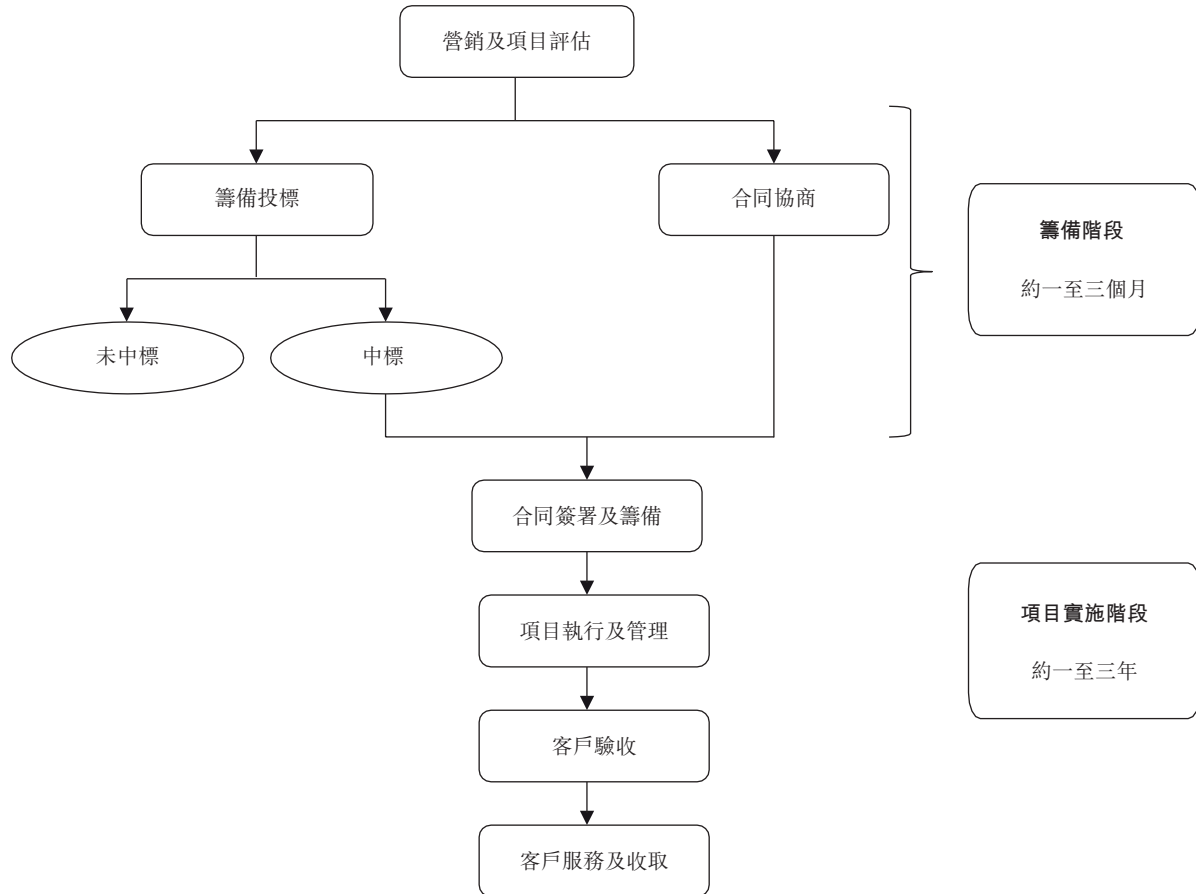 營銷及項目評估
籌備投標
合同協商
籌備階段
約一至三個月
未中標
中標
合同簽署及籌備
項目執行及管理
項目實施階段
約一至三年
客戶驗收
客戶服務及收取